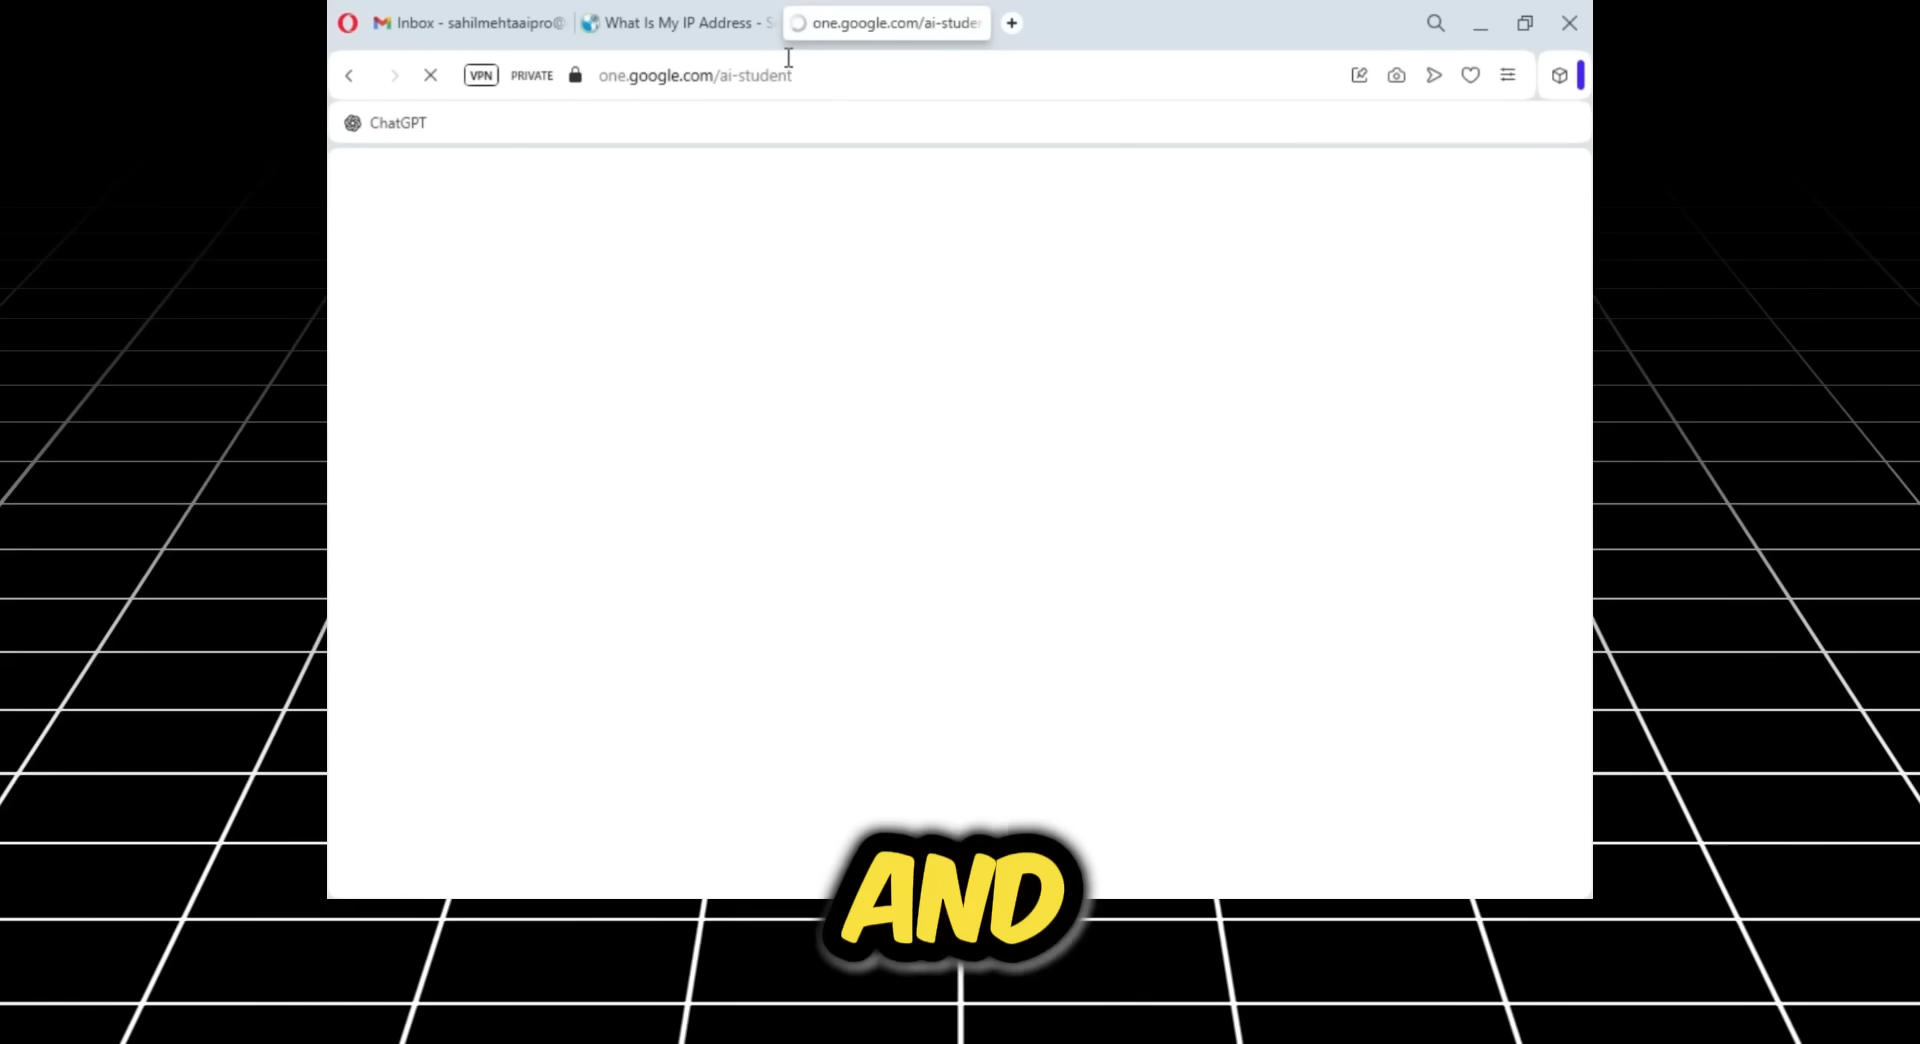 Inbox - sahilmehtaaipro@
What Is My IP Address - S
one.google.com/ai-studen
VPN
PRIVATE
one.google.com/ai-student
ChatGPT
AND